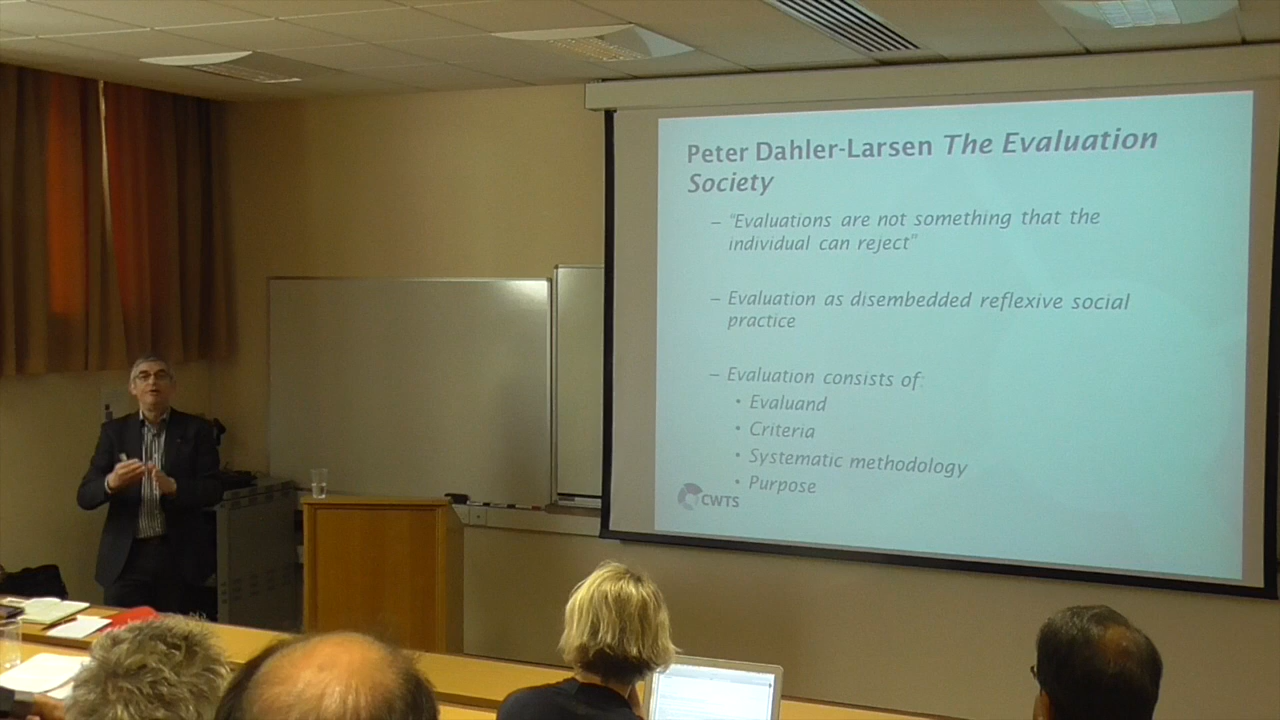 Peter Dahler-Larsen The Evaluation
Society
– "Evaluations are not something that the
individual can reject"
– Evaluation as disembedded reflexive social
practice
– Evaluation consists of:
• Evaluand
• Criteria
• Systematic methodology
• Purpose
CWTS